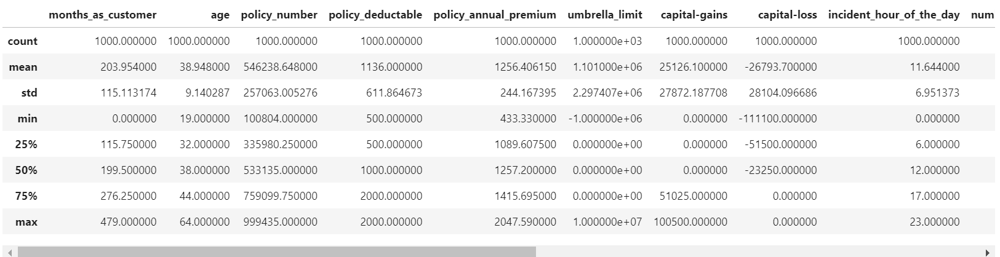 months_as_customer age policy_number policy_deductable policy_annual_premium umbrella_limit capital-gains capital-loss incident_hour_of_the_day num
count 1000.000000 1000.000000 1000.000000 1000.000000 1000.000000 1.000000e+03 1000.000000 1000.000000 1000.000000
mean 203.954000 38.948000 546238.648000 1136.000000 1256.406150 1.101000e+06 25126.100000 -26793.700000 11.644000
std 115.113174 9.140287 257063.005276 611.864673 244.167395 2.297407e+06 27872.187708 28104.096686 6.951373
min 0.000000 19.000000 100804.000000 500.000000 433.330000 -1.000000e+06 0.000000 -111100.000000 0.000000
25% 115.750000 32.000000 335980.250000 500.000000 1089.607500 0.000000e+00 0.000000 -51500.000000 6.000000
50% 199.500000 38.000000 533135.000000 1000.000000 1257.200000 0.000000e+00 0.000000 -23250.000000 12.000000
75% 276.250000 44.000000 759099.750000 2000.000000 1415.695000 0.000000e+00 51025.000000 0.000000 17.000000
max 479.000000 64.000000 999435.000000 2000.000000 2047.590000 1.000000e+07 100500.000000 0.000000 23.000000